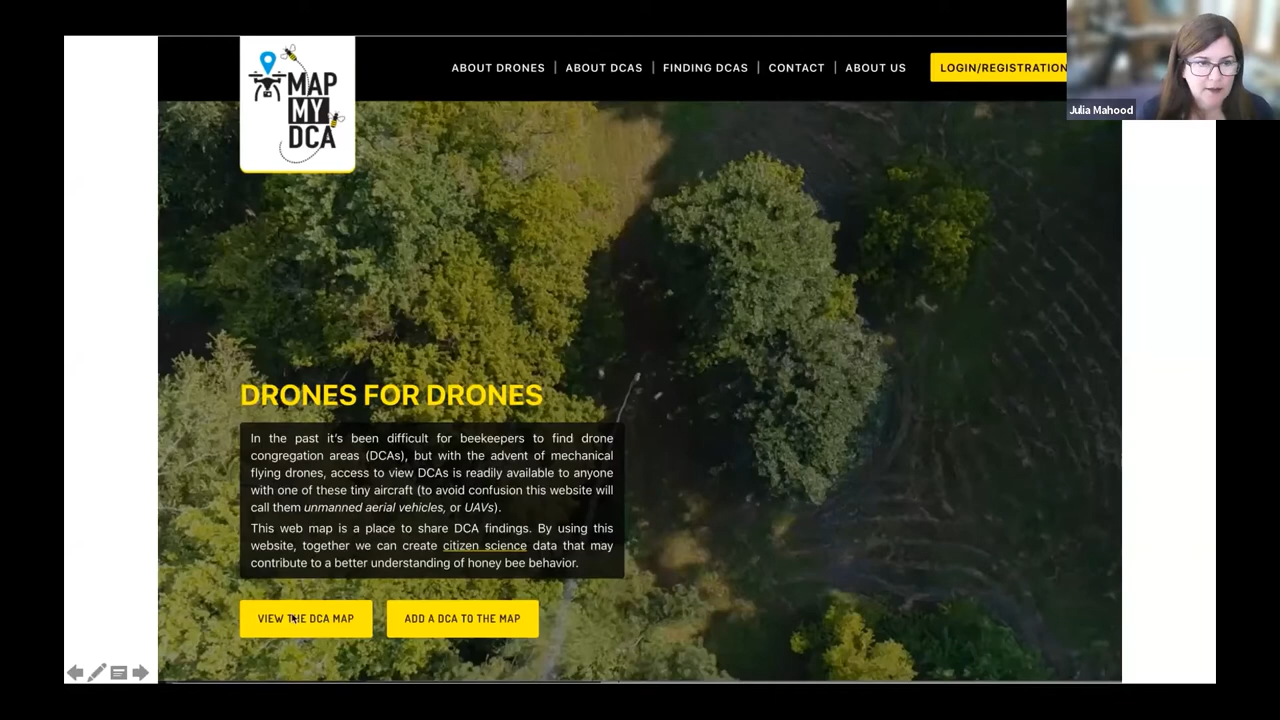 MAP
MY
DCA
ABOUT DRONES | ABOUT DCAS | FINDING DCAS | CONTACT | ABOUT US
LOGIN/REGISTRATION
Julia Mahood
DRONES FOR DRONES
In the past it's been difficult for beekeepers to find drone
congregation areas (DCAs), but with the advent of mechanical
flying drones, access to view DCAs is readily available to anyone
with one of these tiny aircraft (to avoid confusion this website will
call them unmanned aerial vehicles, or UAVs).
This web map is a place to share DCA findings. By using this
website, together we can create citizen science data that may
contribute to a better understanding of honey bee behavior.
VIEW THE DCA MAP
ADD A DCA TO THE MAP